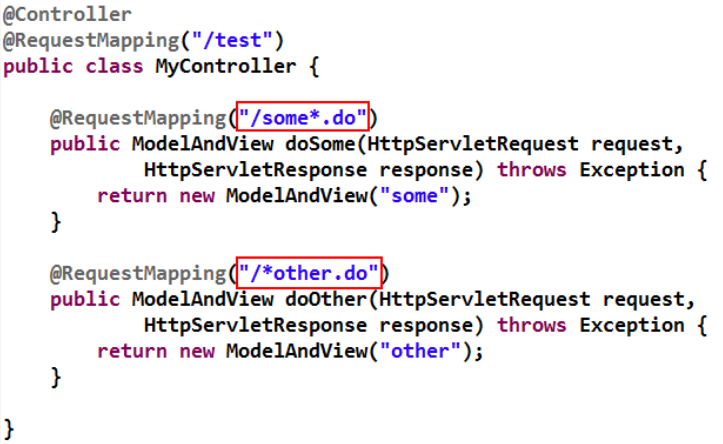 @Controller
@RequestMapping("/test")
public class MyController {
@RequestMapping("/some*.do")
public ModelAndView doSome(HttpServletRequest request,
HttpServletResponse response) throws Exception {
return new ModelAndView("some");
}
@RequestMapping("/*other.do")
public ModelAndView doOther(HttpServletRequest request,
HttpServletResponse response) throws Exception {
return new ModelAndView("other");
}
}